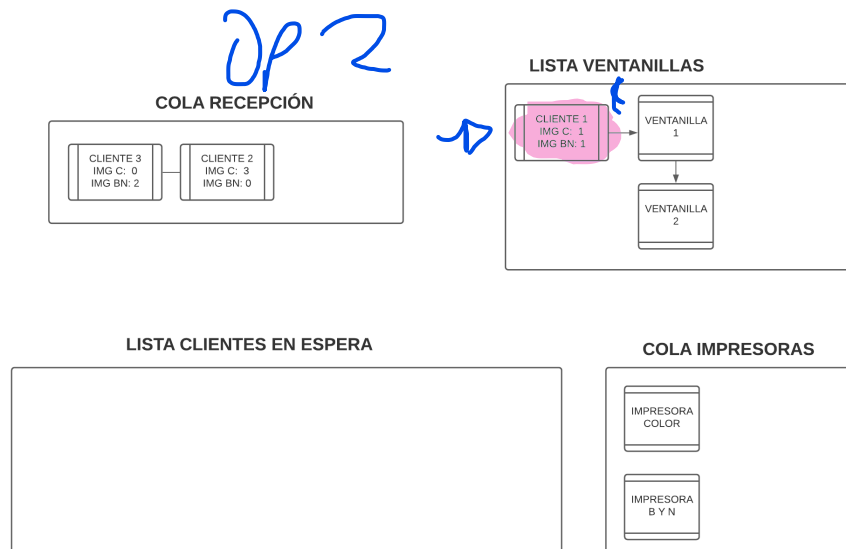 Op 2
LISTA VENTANILLAS
COLA RECEPCIÓN
CLIENTE 3
IMG C: 0
IMG BN: 2
CLIENTE 2
IMG C: 3
IMG BN: 0
CLIENTE 1
IMG C: 1
IMG BN: 1
VENTANILLA
1
VENTANILLA
2
LISTA CLIENTES EN ESPERA
COLA IMPRESORAS
IMPRESORA
COLOR
IMPRESORA
B Y N